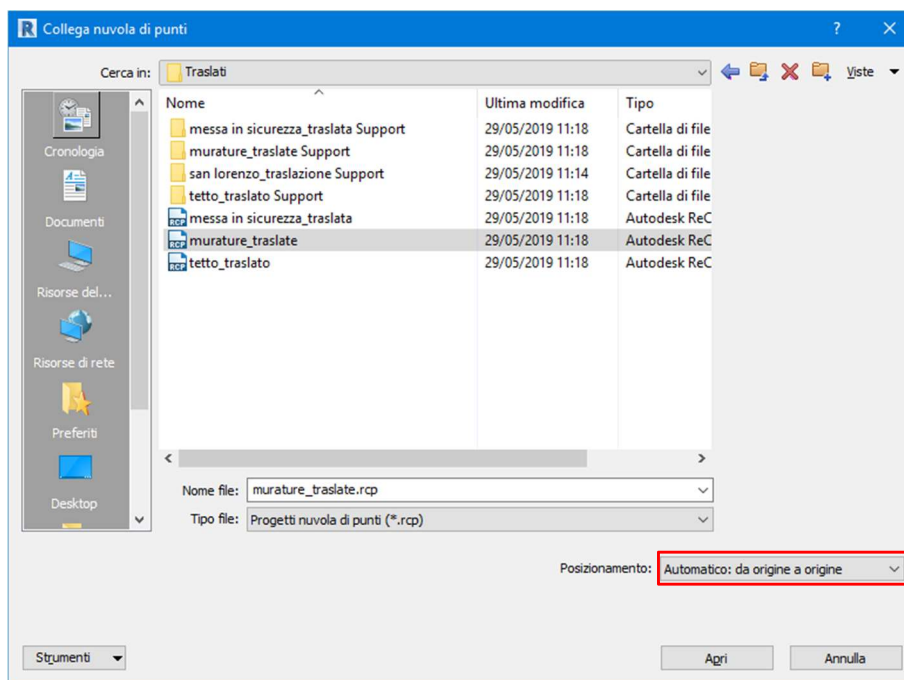 R Collega nuvola di punti
Cerca in: Traslati Viste
Nome Ultima modifica Tipo
messa in sicurezza_traslata Support 29/05/2019 11:18 Cartella di file
murature_traslate Support 29/05/2019 11:18 Cartella di file
san lorenzo_traslazione Support 29/05/2019 11:14 Cartella di file
tetto_traslato Support 29/05/2019 11:18 Cartella di file
RCP messa in sicurezza_traslata 29/05/2019 11:18 Autodesk ReC
RCP murature_traslate 29/05/2019 11:18 Autodesk ReC
RCP tetto_traslato 29/05/2019 11:18 Autodesk ReC
Cronologia
Documenti
Risorse del...
Risorse di rete
Preferiti
Desktop
Nome file: murature_traslate.rcp
Tipo file: Progetti nuvola di punti (*.rcp)
Posizionamento: Automatico: da origine a origine
Strumenti Apri Annulla